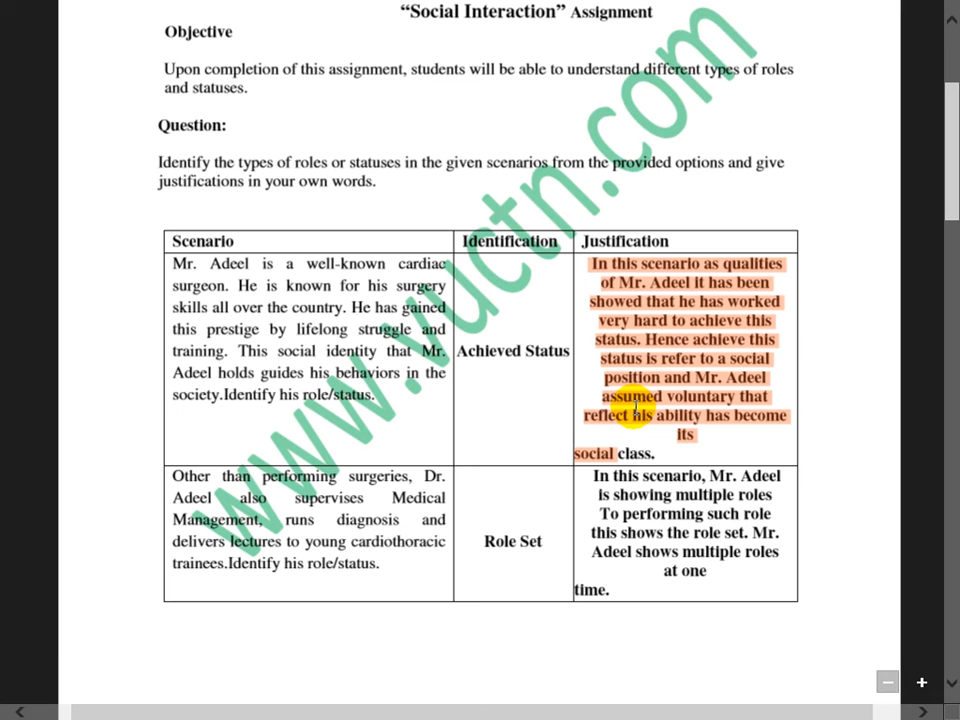 “Social Interaction” Assignment
Objective
Upon completion of this assignment, students will be able to understand different types of roles
and statuses.
Question:
Identify the types of roles or statuses in the given scenarios from the provided options and give
justifications in your own words.
Scenario
Identification
Justification
Mr. Adeel is a well-known cardiac
surgeon. He is known for his surgery
skills all over the country. He has gained
this prestige by lifelong struggle and
training. This social identity that Mr.
Adeel holds guides his behaviors in the
society.Identify his role/status.
Achieved Status
In this scenario as qualities
of Mr. Adeel it has been
showed that he has worked
very hard to achieve this
status. Hence achieve this
status is refer to a social
position and Mr. Adeel
assumed voluntary that
reflect his ability has become
its
social class.
Other than performing surgeries, Dr.
Adeel also supervises Medical
Management, runs diagnosis and
delivers lectures to young cardiothoracic
trainees.Identify his role/status.
Role Set
In this scenario, Mr. Adeel
is showing multiple roles
To performing such role
this shows the role set. Mr.
Adeel shows multiple roles
at one
time.
www.vuctn.com